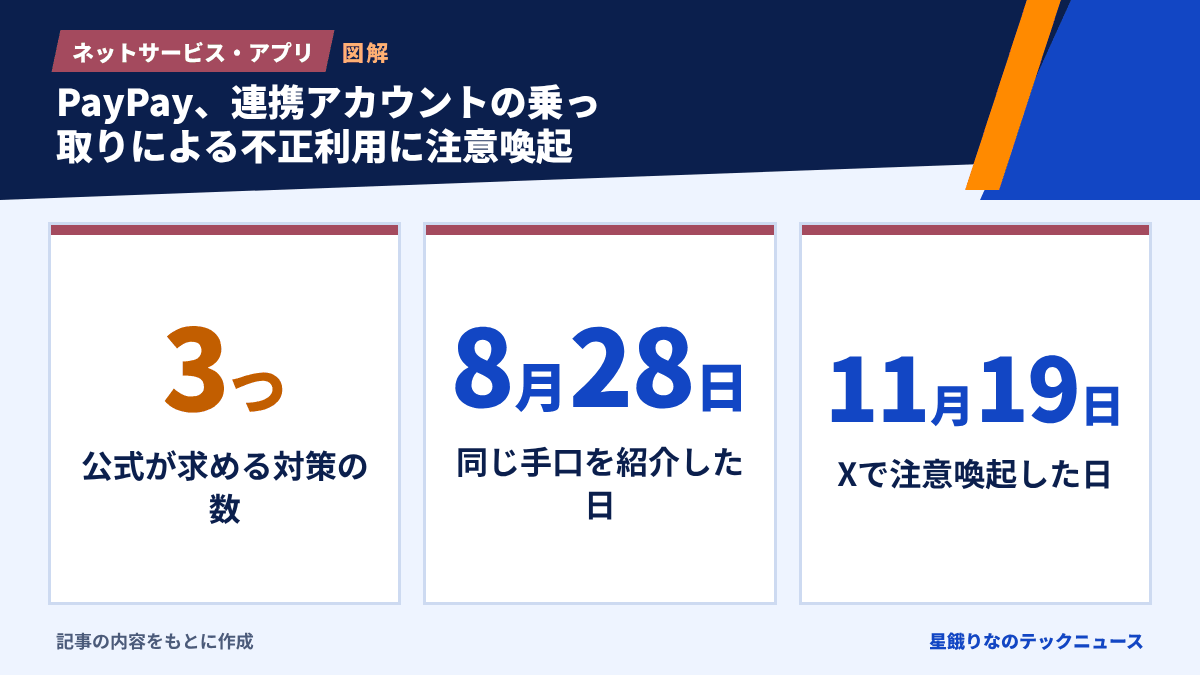 ネットサービス・アプリ 図解
PayPay、連携アカウントの乗っ
取りによる不正利用に注意喚起
3つ
公式が求める対策の
数
8月28日
同じ手口を紹介した
日
11月19日
Xで注意喚起した日
記事の内容をもとに作成
星餓りなのテックニュース